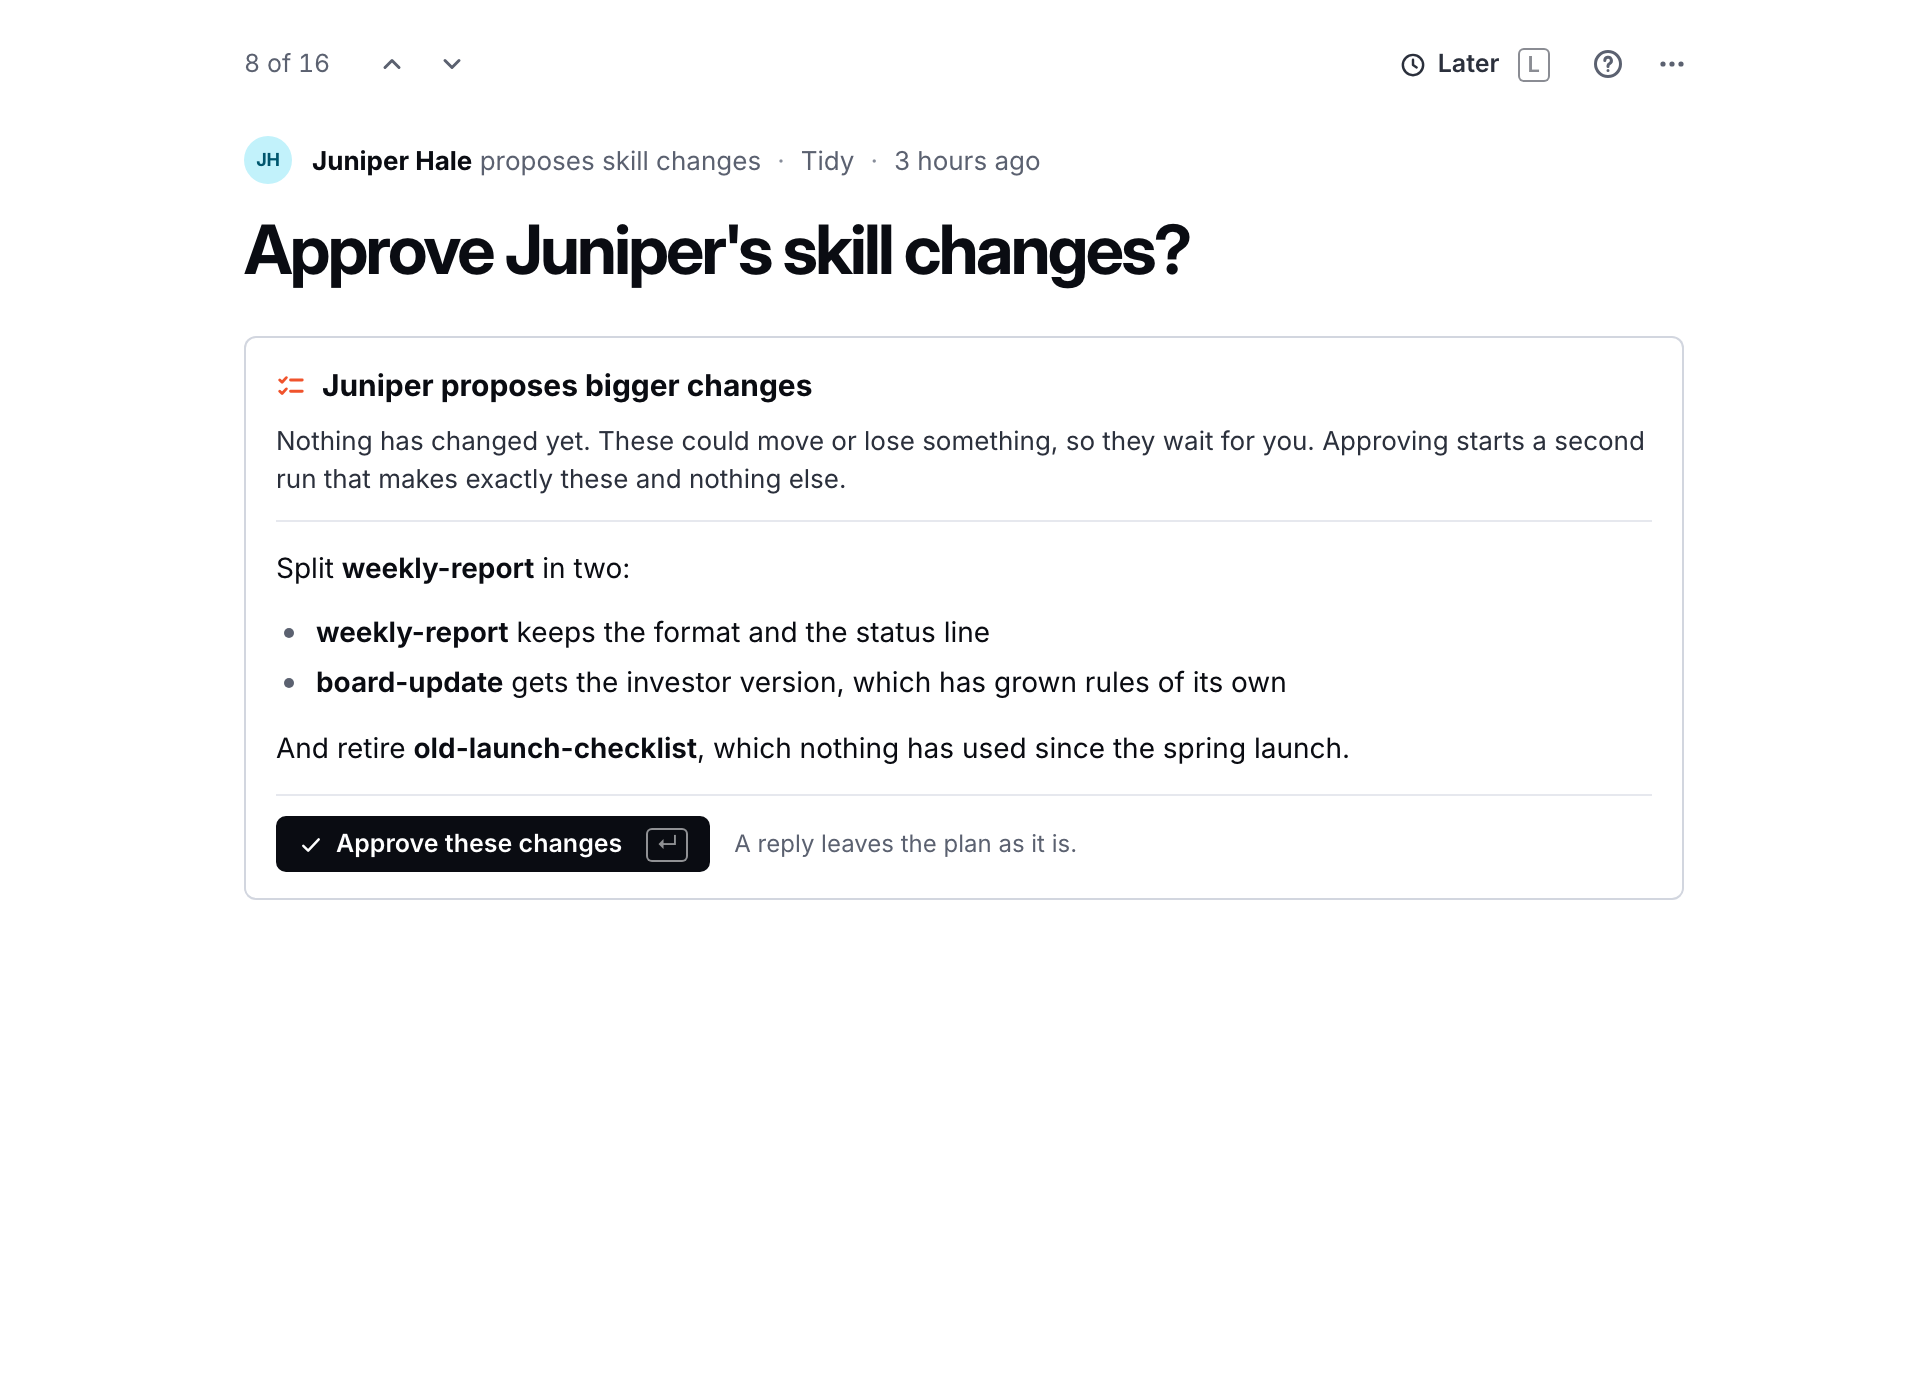 8 of 16
Later L
JH Juniper Hale proposes skill changes · Tidy · 3 hours ago
Approve Juniper's skill changes?
Juniper proposes bigger changes
Nothing has changed yet. These could move or lose something, so they wait for you. Approving starts a second
run that makes exactly these and nothing else.
Split weekly-report in two:
• weekly-report keeps the format and the status line
• board-update gets the investor version, which has grown rules of its own
And retire old-launch-checklist, which nothing has used since the spring launch.
Approve these changes
A reply leaves the plan as it is.